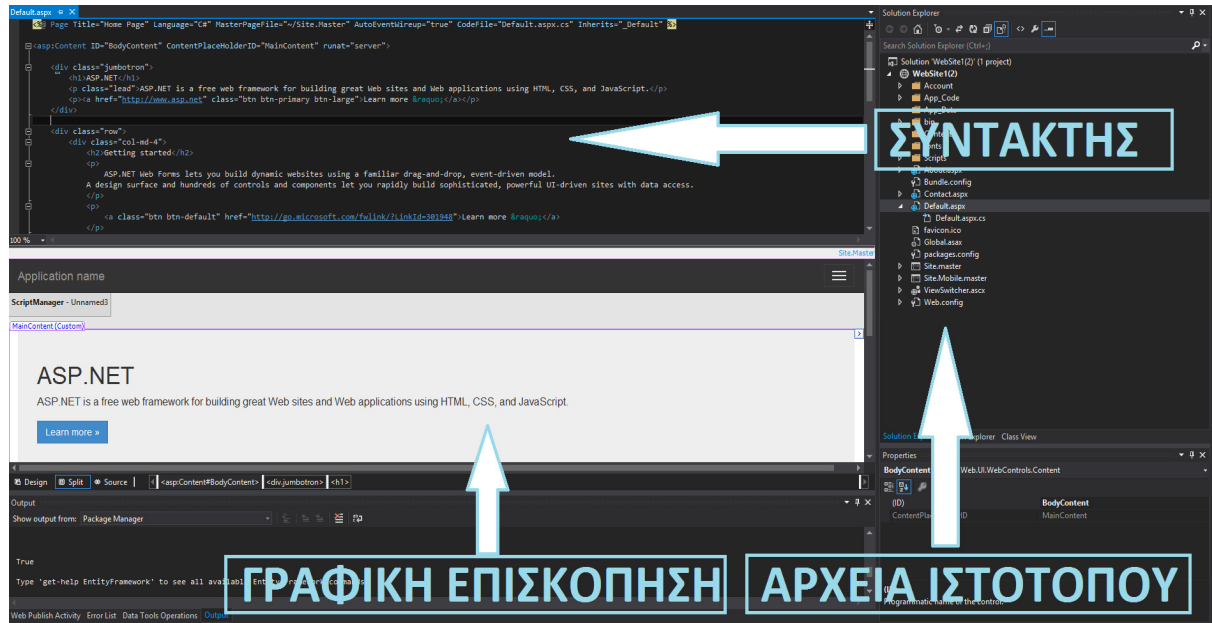 Default.aspx
<%@ Page Title="Home Page" Language="C#" MasterPageFile="~/Site.Master" AutoEventWireup="true" CodeFile="Default.aspx.cs" Inherits="_Default" %>
<asp:Content ID="BodyContent" ContentPlaceHolderID="MainContent" runat="server">
<div class="jumbotron">
<h1>ASP.NET</h1>
<p class="lead">ASP.NET is a free web framework for building great Web sites and Web applications using HTML, CSS, and JavaScript.</p>
<p><a href="http://www.asp.net" class="btn btn-primary btn-large">Learn more &raquo;</a></p>
</div>
<div class="row">
<div class="col-md-4">
<h2>Getting started</h2>
<p>
ASP.NET Web Forms lets you build dynamic websites using a familiar drag-and-drop, event-driven model.
A design surface and hundreds of controls and components let you rapidly build sophisticated, powerful UI-driven sites with data access.
</p>
<p>
<a class="btn btn-default" href="http://go.microsoft.com/fwlink/?LinkId=301948">Learn more &raquo;</a>
</p>
100 %
Site.Master
Application name
ScriptManager - Unnamed3
MainContent (Custom)
ASP.NET
ASP.NET is a free web framework for building great Web sites and Web applications using HTML, CSS, and JavaScript.
Learn more »
Design Split Source <asp:Content#BodyContent> <div.jumbotron> <h1>
Output
Show output from: Package Manager
True
Type 'get-help EntityFramework' to see all available Entity Framework commands
Web Publish Activity Error List Data Tools Operations Output
Solution Explorer
Search Solution Explorer (Ctrl+;)
Solution 'WebSite1(2)' (1 project)
WebSite1(2)
Account
App_Code
App_Data
bin
Content
fonts
Scripts
About.aspx
Bundle.config
Contact.aspx
Default.aspx
Default.aspx.cs
favicon.ico
Global.asax
packages.config
Site.master
Site.Mobile.master
ViewSwitcher.ascx
Web.config
Solution Explorer Class View
Properties
BodyContent Web.UI.WebControls.Content
(ID) BodyContent
MainContent
Programmatic name of the control.
ΣΥΝΤΑΚΤΗΣ
ΓΡΑΦΙΚΗ ΕΠΙΣΚΟΠΗΣΗ
ΑΡΧΕΙΑ ΙΣΤΟΤΟΠΟΥ